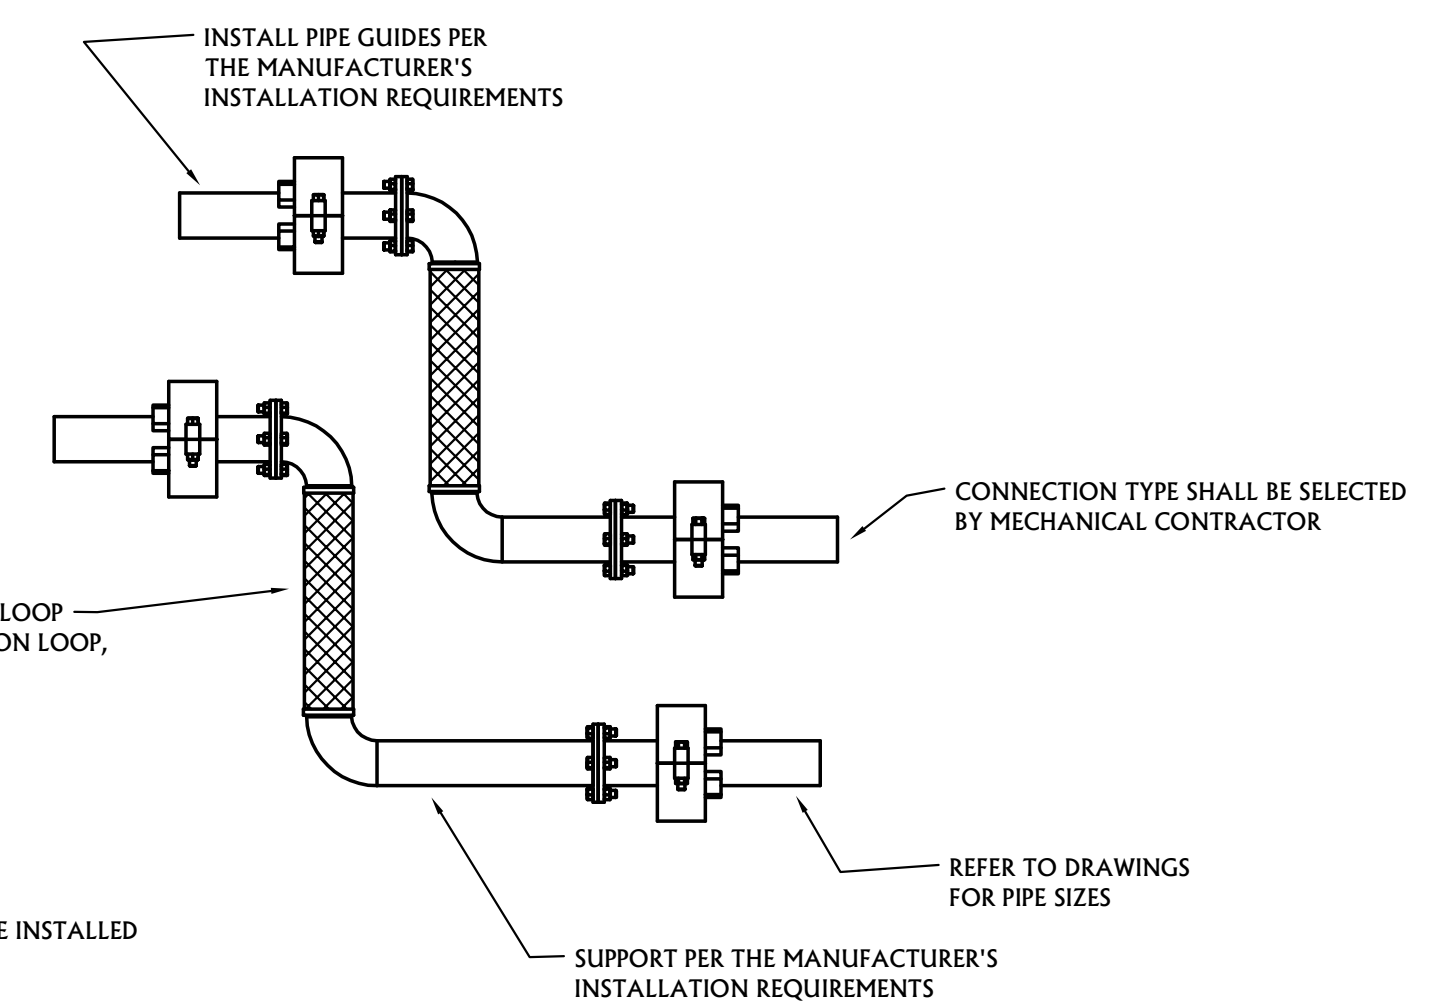 INSTALL PIPE GUIDES PER
THE MANUFACTURER'S
INSTALLATION REQUIREMENTS
CONNECTION TYPE SHALL BE SELECTED
BY MECHANICAL CONTRACTOR
LOOP
ON LOOP,
REFER TO DRAWINGS
FOR PIPE SIZES
E INSTALLED
SUPPORT PER THE MANUFACTURER'S
INSTALLATION REQUIREMENTS